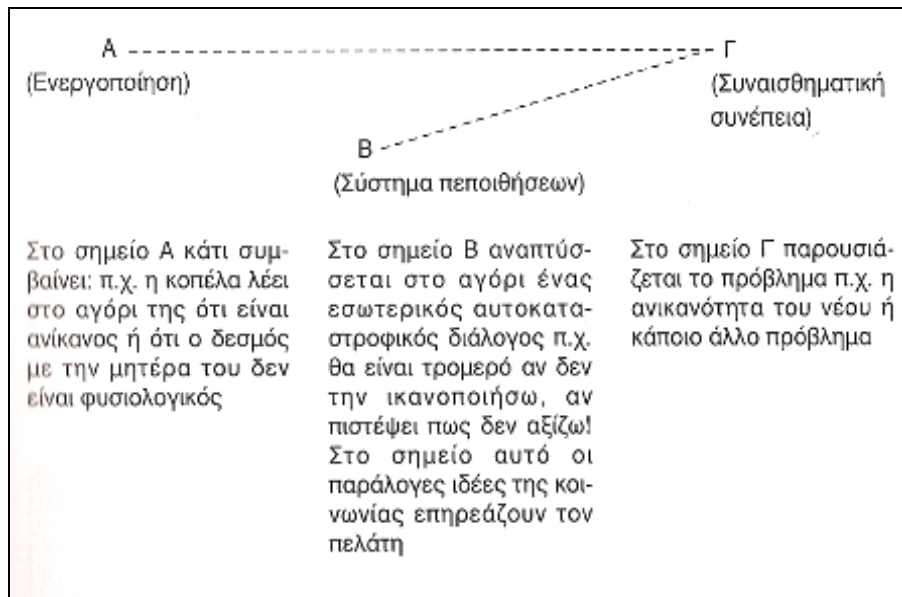 Α - - - - - - - - - - - - - - - - - - - - Γ
(Ενεργοποίηση)
(Συναισθηματική
συνέπεια)
Β
(Σύστημα πεποιθήσεων)
Στο σημείο Α κάτι συμ-
βαίνει: π.χ. η κοπέλα λέει
στο αγόρι της ότι είναι
ανίκανος ή ότι ο δεσμός
με την μητέρα του δεν
είναι φυσιολογικός
Στο σημείο Β αναπτύσ-
σεται στο αγόρι ένας
εσωτερικός αυτοκατα-
στροφικός διάλογος π.χ.
θα είναι τρομερό αν δεν
την ικανοποιήσω, αν
πιστέψει πως δεν αξίζω!
Στο σημείο αυτό οι
παράλογες ιδέες της κοι-
νωνίας επηρεάζουν τον
πελάτη
Στο σημείο Γ παρουσιά-
ζεται το πρόβλημα π.χ. η
ανικανότητα του νέου ή
κάποιο άλλο πρόβλημα